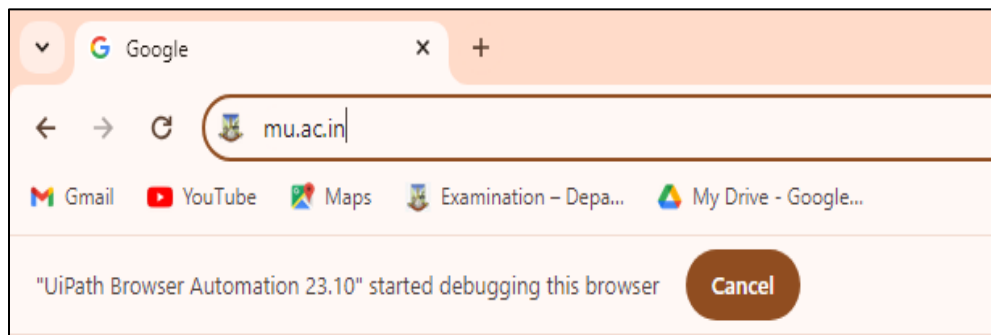 Google
mu.ac.in
Gmail YouTube Maps Examination – Depa... My Drive - Google...
"UiPath Browser Automation 23.10" started debugging this browser Cancel